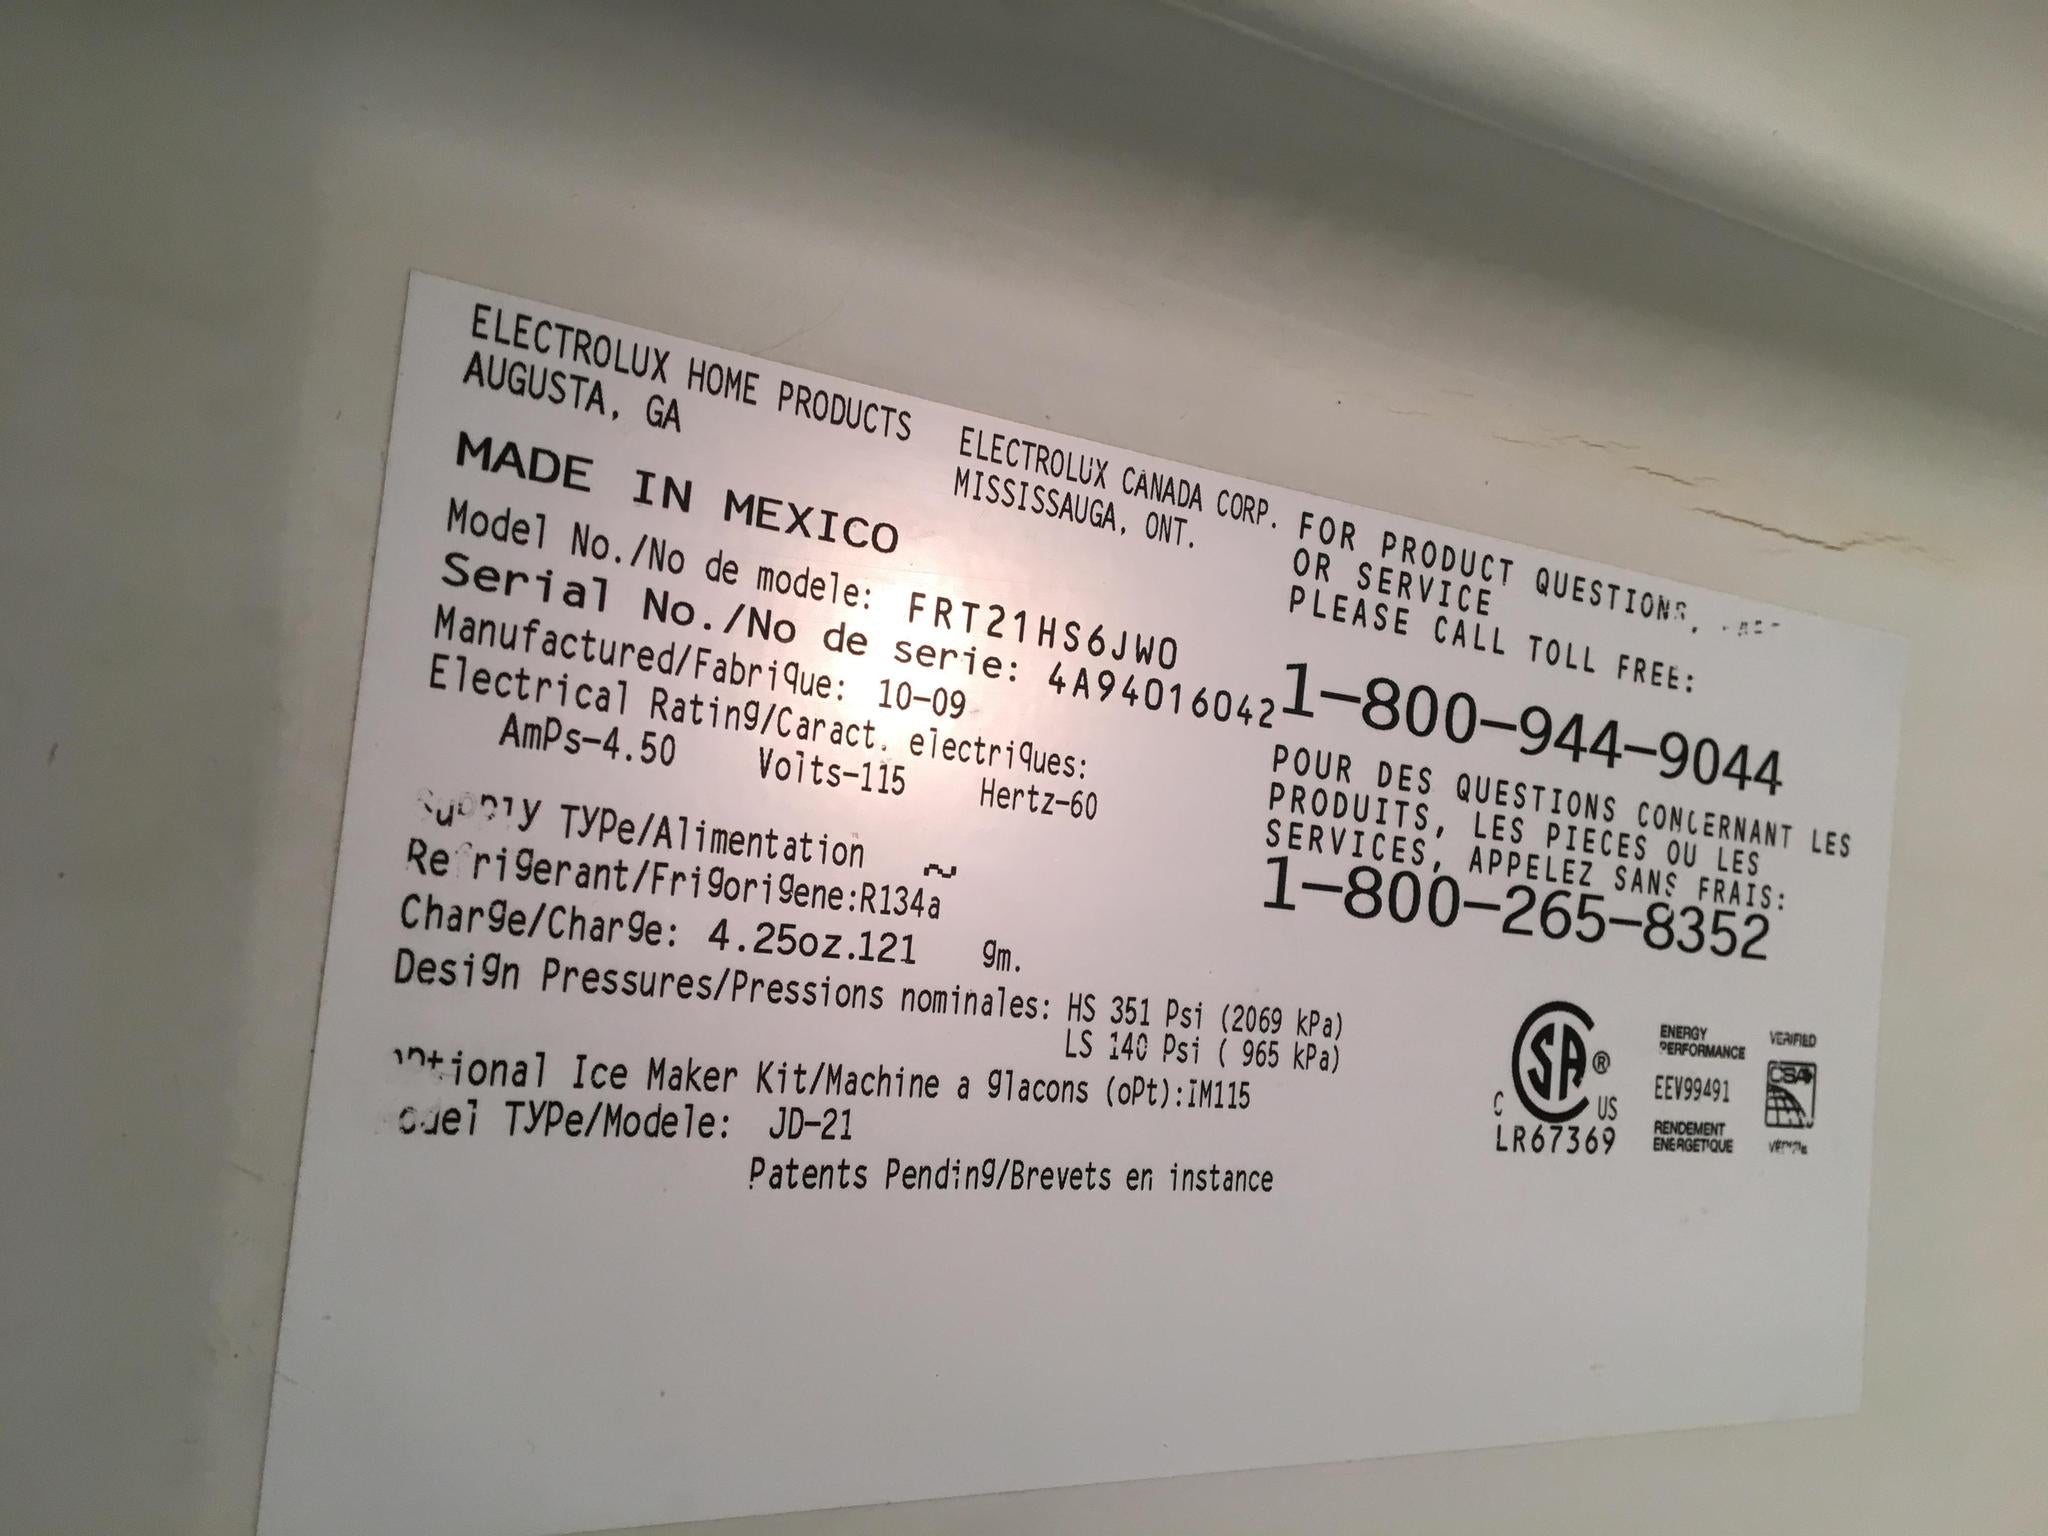 ELECTROLUX HOME PRODUCTS
AUGUSTA, GA
ELECTROLUX CANADA CORP.
MISSISSAUGA, ONT.
MADE IN MEXICO
Model No./No de modele: FRT21HS6JW0
Serial No./No de serie: 4A94016042
Manufactured/Fabrique: 10-09
Electrical Rating/Caract. electriques:
AmPs-4.50 Volts-115 Hertz-60
Supply TYPe/Alimentation ~
Refrigerant/Frigorigene:R134a
Charge/Charge: 4.25oz.121 gm.
Design Pressures/Pressions nominales: HS 351 Psi (2069 kPa)
LS 140 Psi ( 965 kPa)
Optional Ice Maker Kit/Machine a glacons (oPt):IM115
Model TYPe/Modele: JD-21
Patents Pending/Brevets en instance
FOR PRODUCT QUESTIONS,
OR SERVICE
PLEASE CALL TOLL FREE:
1-800-944-9044
POUR DES QUESTIONS CONCERNANT LES
PRODUITS, LES PIECES OU LES
SERVICES, APPELEZ SANS FRAIS:
1-800-265-8352
SA ®
C US
LR67369
ENERGY
PERFORMANCE
EEV99491
RENDEMENT
ENERGETIQUE
VERIFIED
CSA